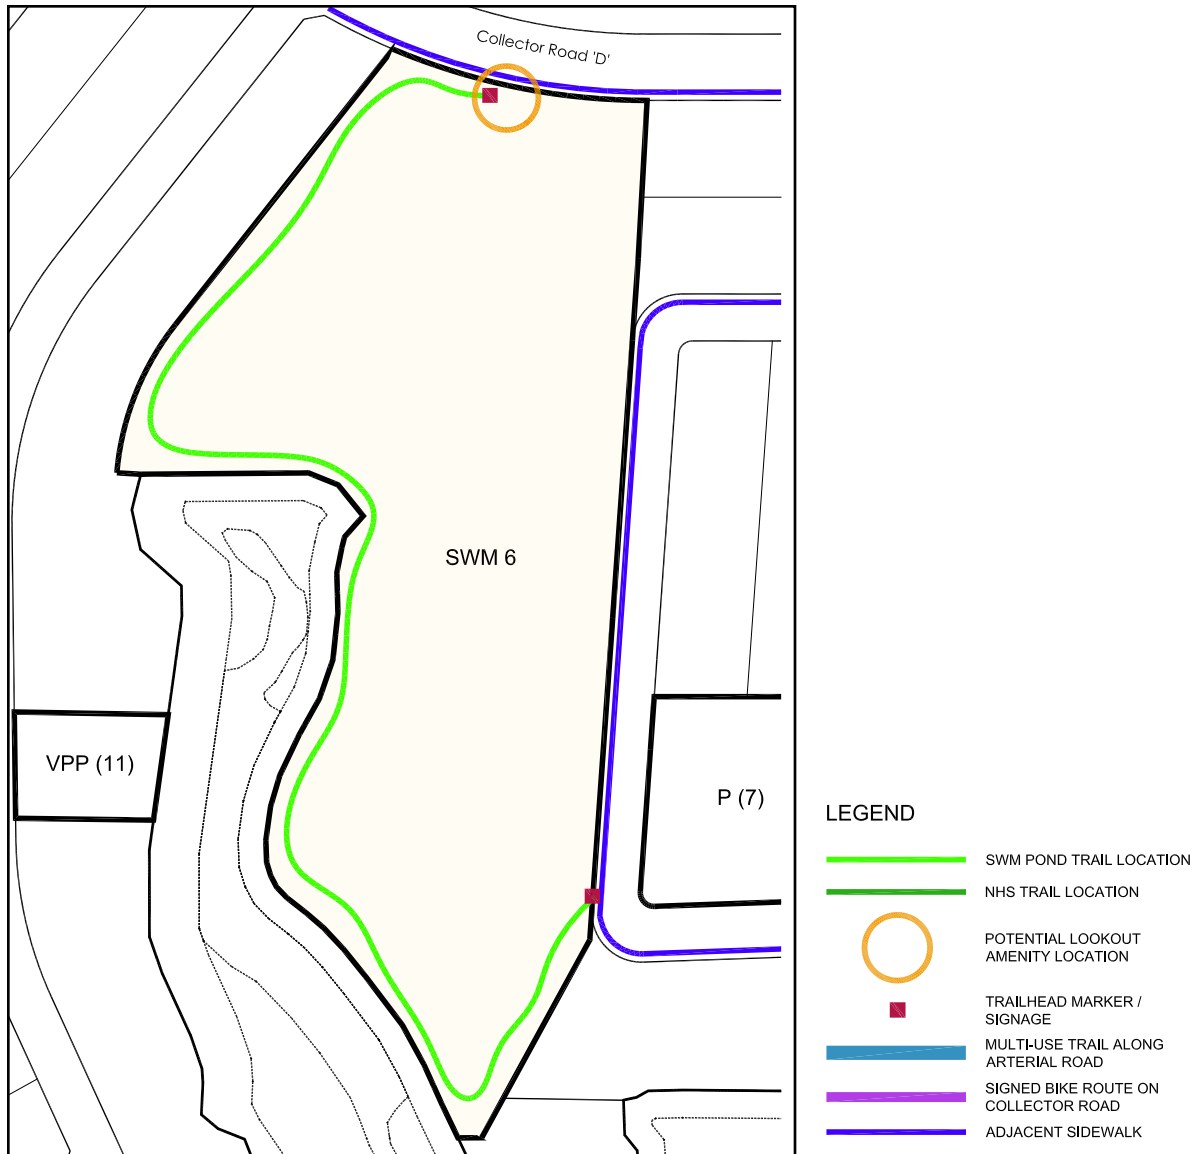 Collector Road 'D'
SWM 6
VPP (11)
P (7)
LEGEND
SWM POND TRAIL LOCATION
NHS TRAIL LOCATION
POTENTIAL LOOKOUT
AMENITY LOCATION
TRAILHEAD MARKER /
SIGNAGE
MULTI-USE TRAIL ALONG
ARTERIAL ROAD
SIGNED BIKE ROUTE ON
COLLECTOR ROAD
ADJACENT SIDEWALK